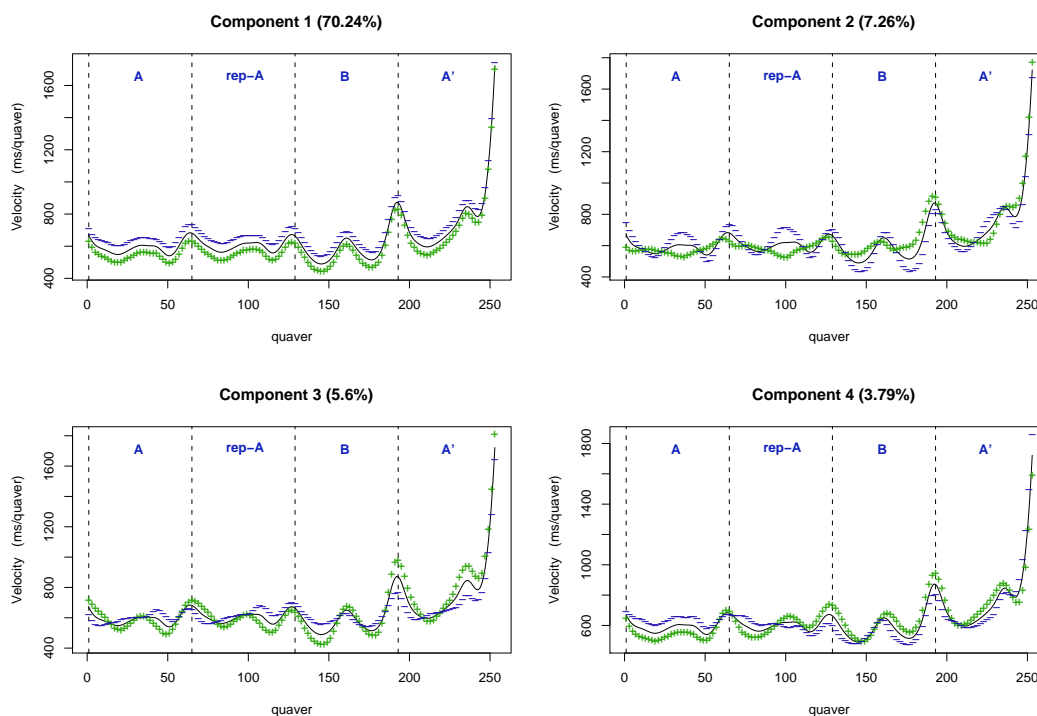 Component 1 (70.24%)
Velocity (ms/quaver)
400 800 1200 1600
A rep−A B A'
0 50 100 150 200 250
quaver
Component 2 (7.26%)
Velocity (ms/quaver)
400 800 1200 1600
A rep−A B A'
0 50 100 150 200 250
quaver
Component 3 (5.6%)
Velocity (ms/quaver)
400 800 1200 1600
A rep−A B A'
0 50 100 150 200 250
quaver
Component 4 (3.79%)
Velocity (ms/quaver)
600 1000 1400 1800
A rep−A B A'
0 50 100 150 200 250
quaver